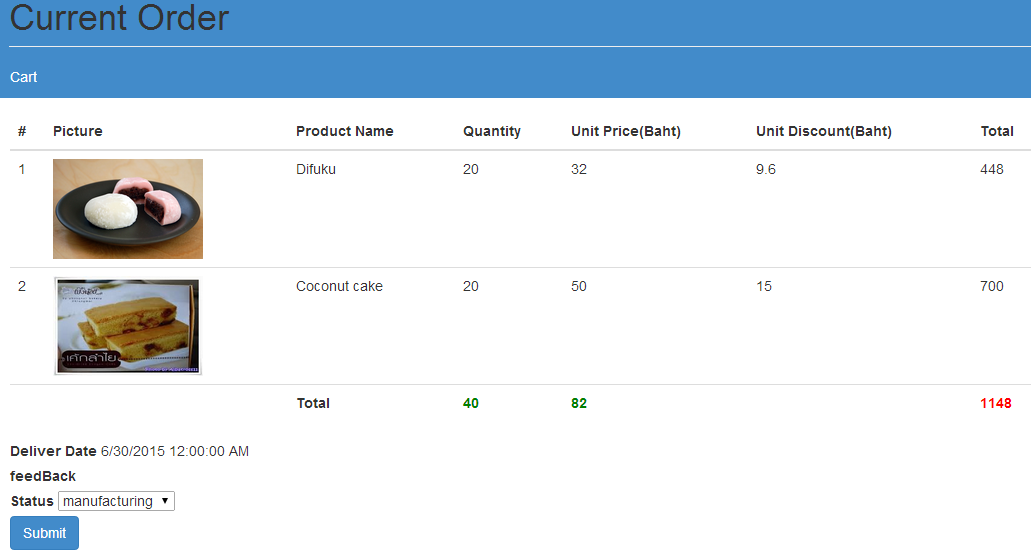 Current Order
Cart
# Picture Product Name Quantity Unit Price(Baht) Unit Discount(Baht) Total
1 Difuku 20 32 9.6 448
2 Coconut cake 20 50 15 700
เค้กลำไย
Total 40 82 1148
Deliver Date 6/30/2015 12:00:00 AM
feedBack
Status manufacturing
Submit